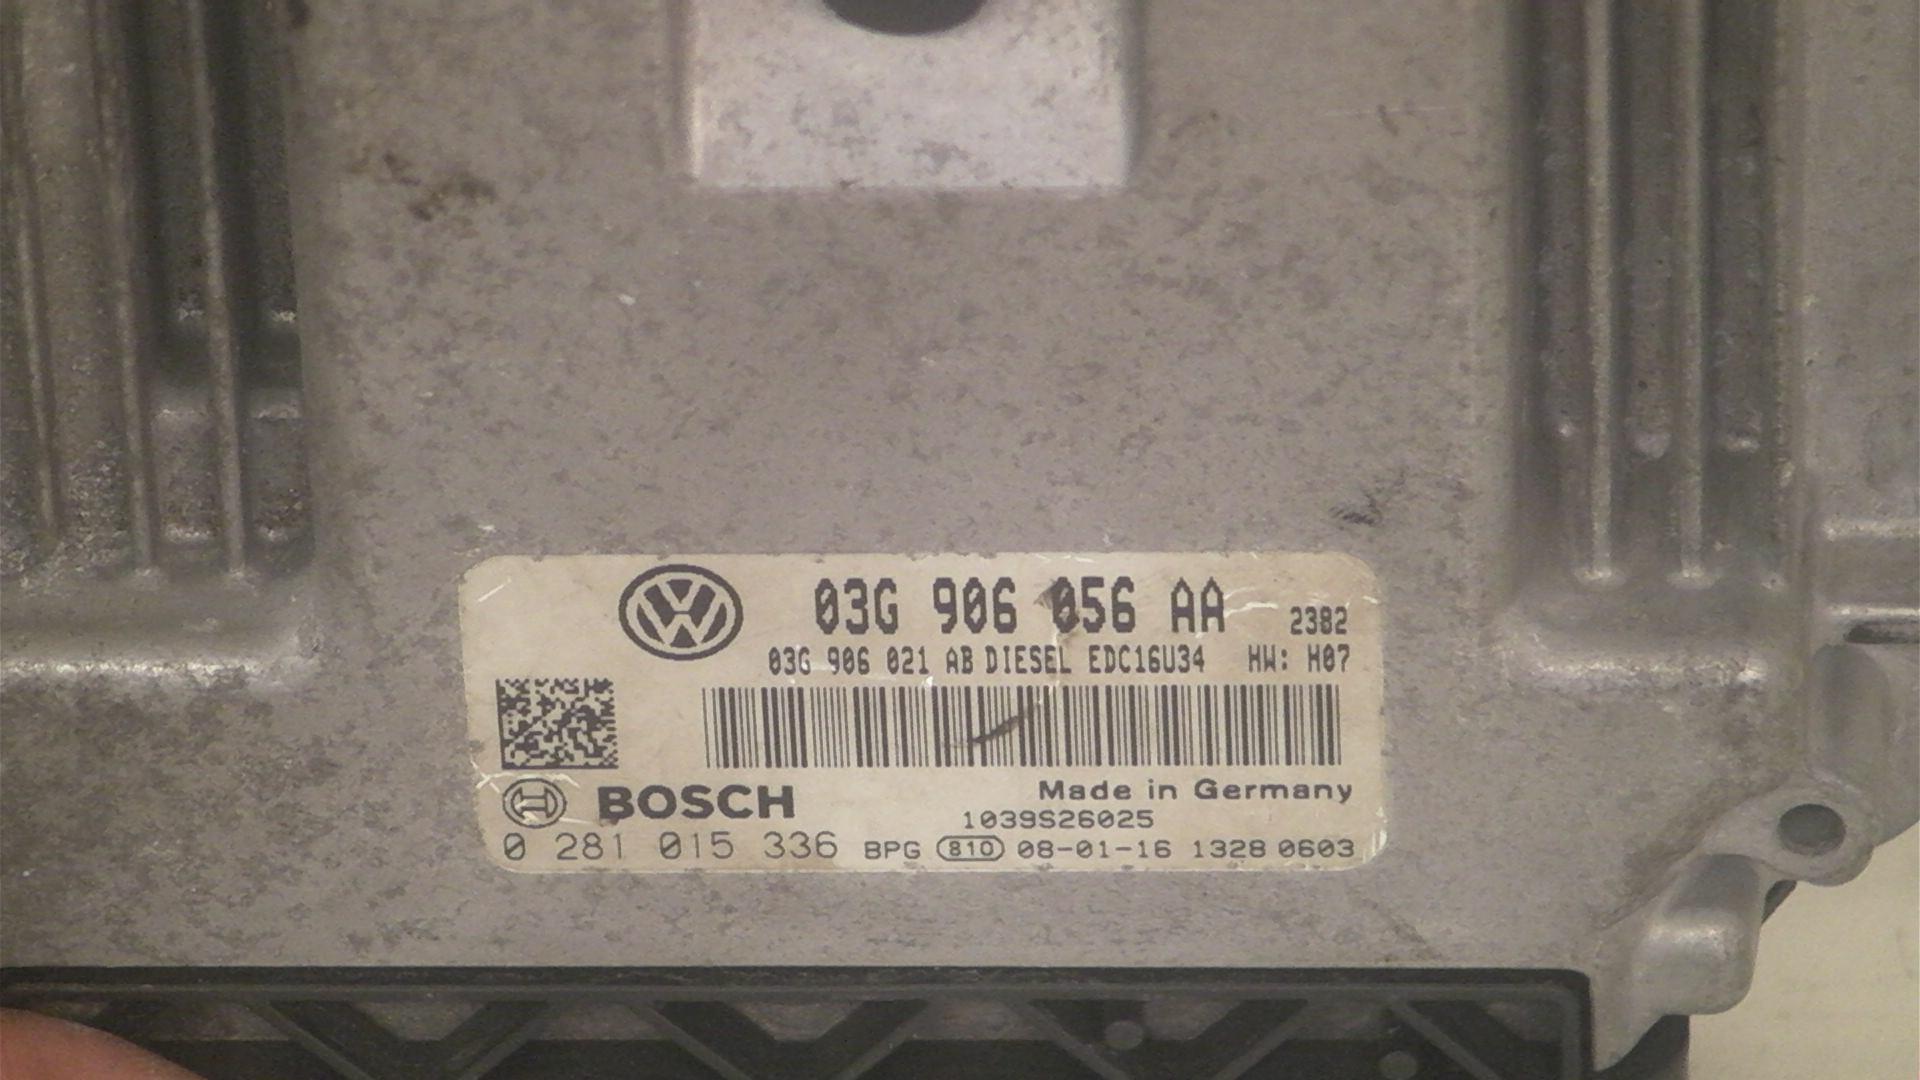 03G 906 056 AA 2382
03G 906 021 AB DIESEL EDC16U34 HW: H07
BOSCH Made in Germany
1039S26025
0 281 015 336 BPG 810 08-01-16 1328 0603